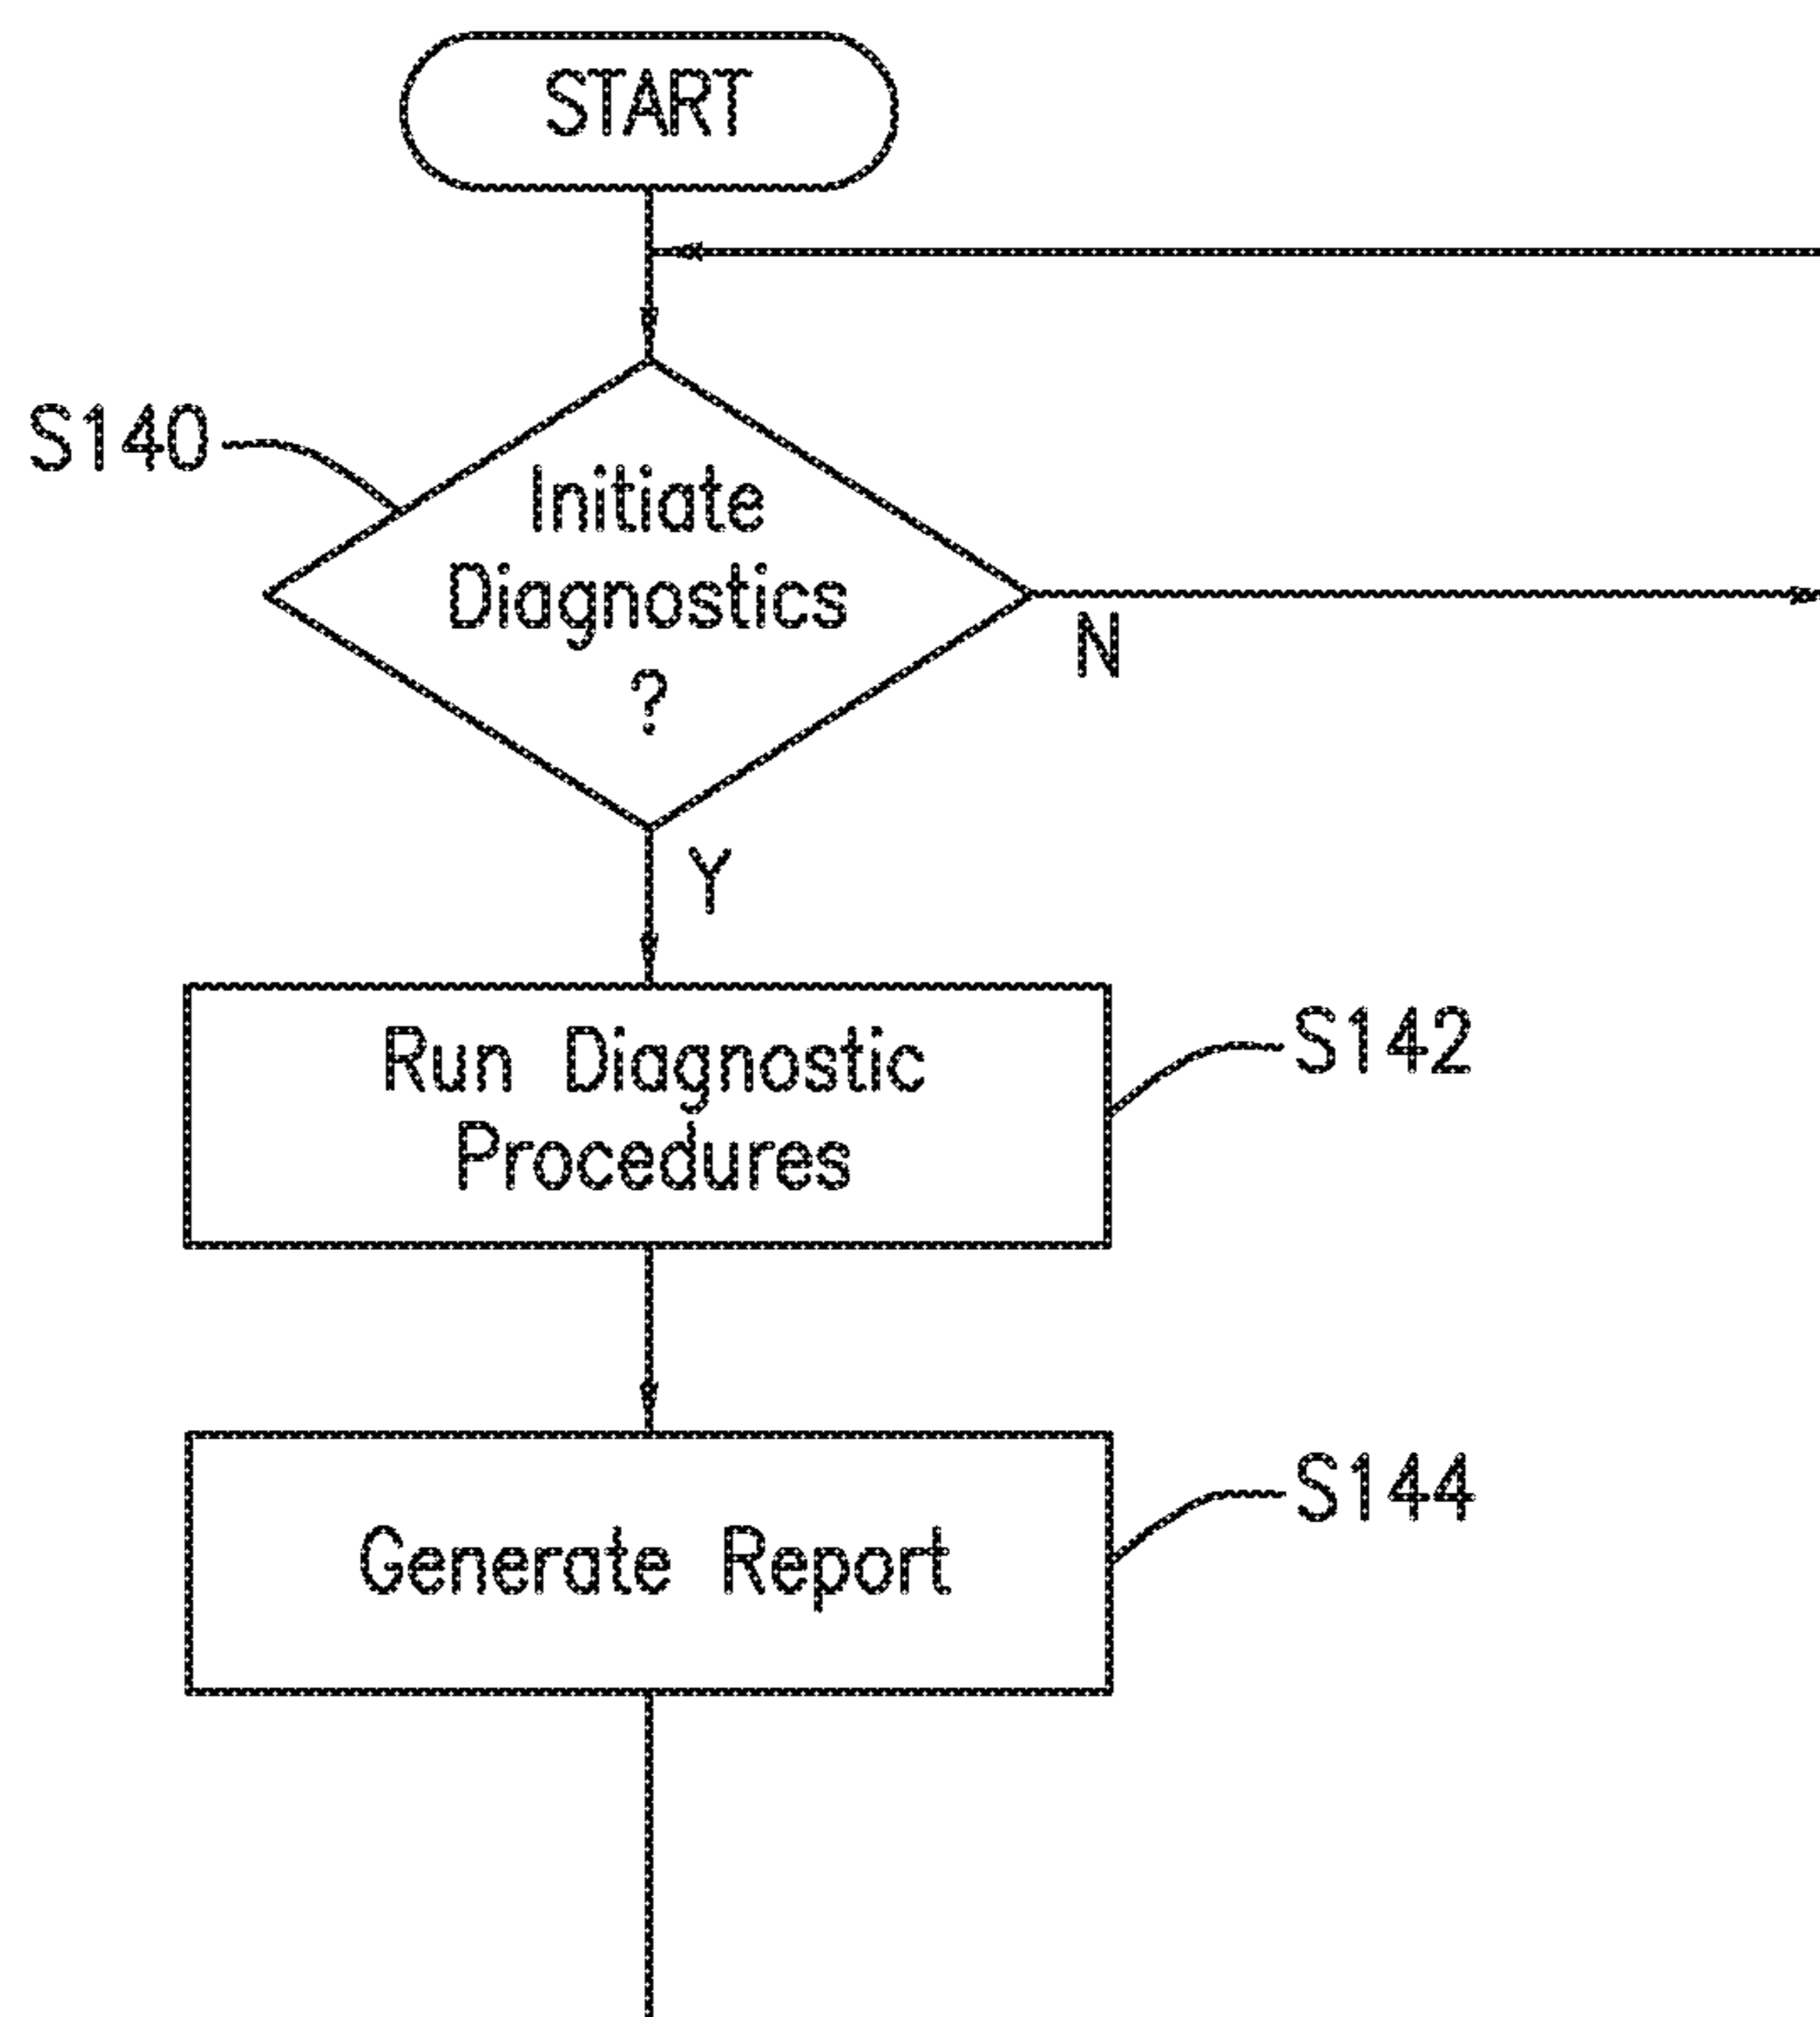 START
S140
Initiate
Diagnostics
?
N
Y
Run Diagnostic
Procedures
S142
Generate Report
S144